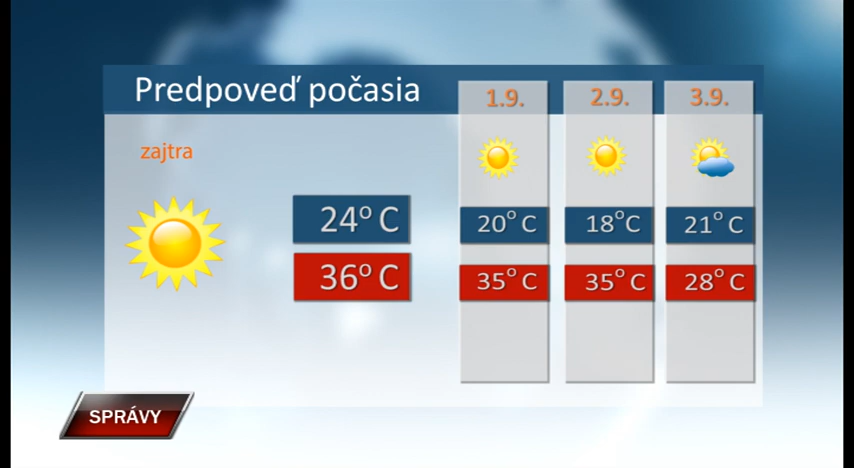 Predpoveď počasia
zajtra
24° C
36° C
1.9.
20° C
35° C
2.9.
18°C
35° C
3.9.
21° C
28° C
SPRÁVY